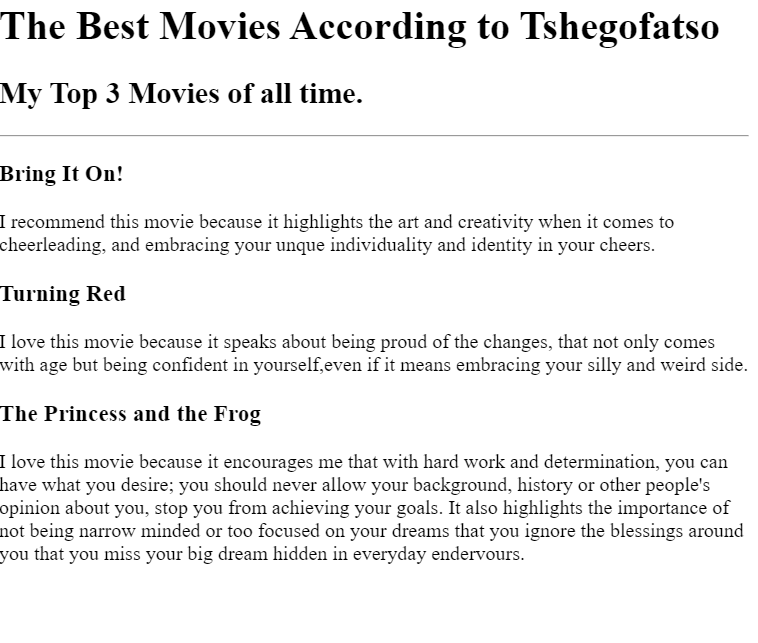 The Best Movies According to Tshegofatso
My Top 3 Movies of all time.
Bring It On!
I recommend this movie because it highlights the art and creativity when it comes to
cheerleading, and embracing your unque individuality and identity in your cheers.
Turning Red
I love this movie because it speaks about being proud of the changes, that not only comes
with age but being confident in yourself,even if it means embracing your silly and weird side.
The Princess and the Frog
I love this movie because it encourages me that with hard work and determination, you can
have what you desire; you should never allow your background, history or other people's
opinion about you, stop you from achieving your goals. It also highlights the importance of
not being narrow minded or too focused on your dreams that you ignore the blessings around
you that you miss your big dream hidden in everyday endervours.